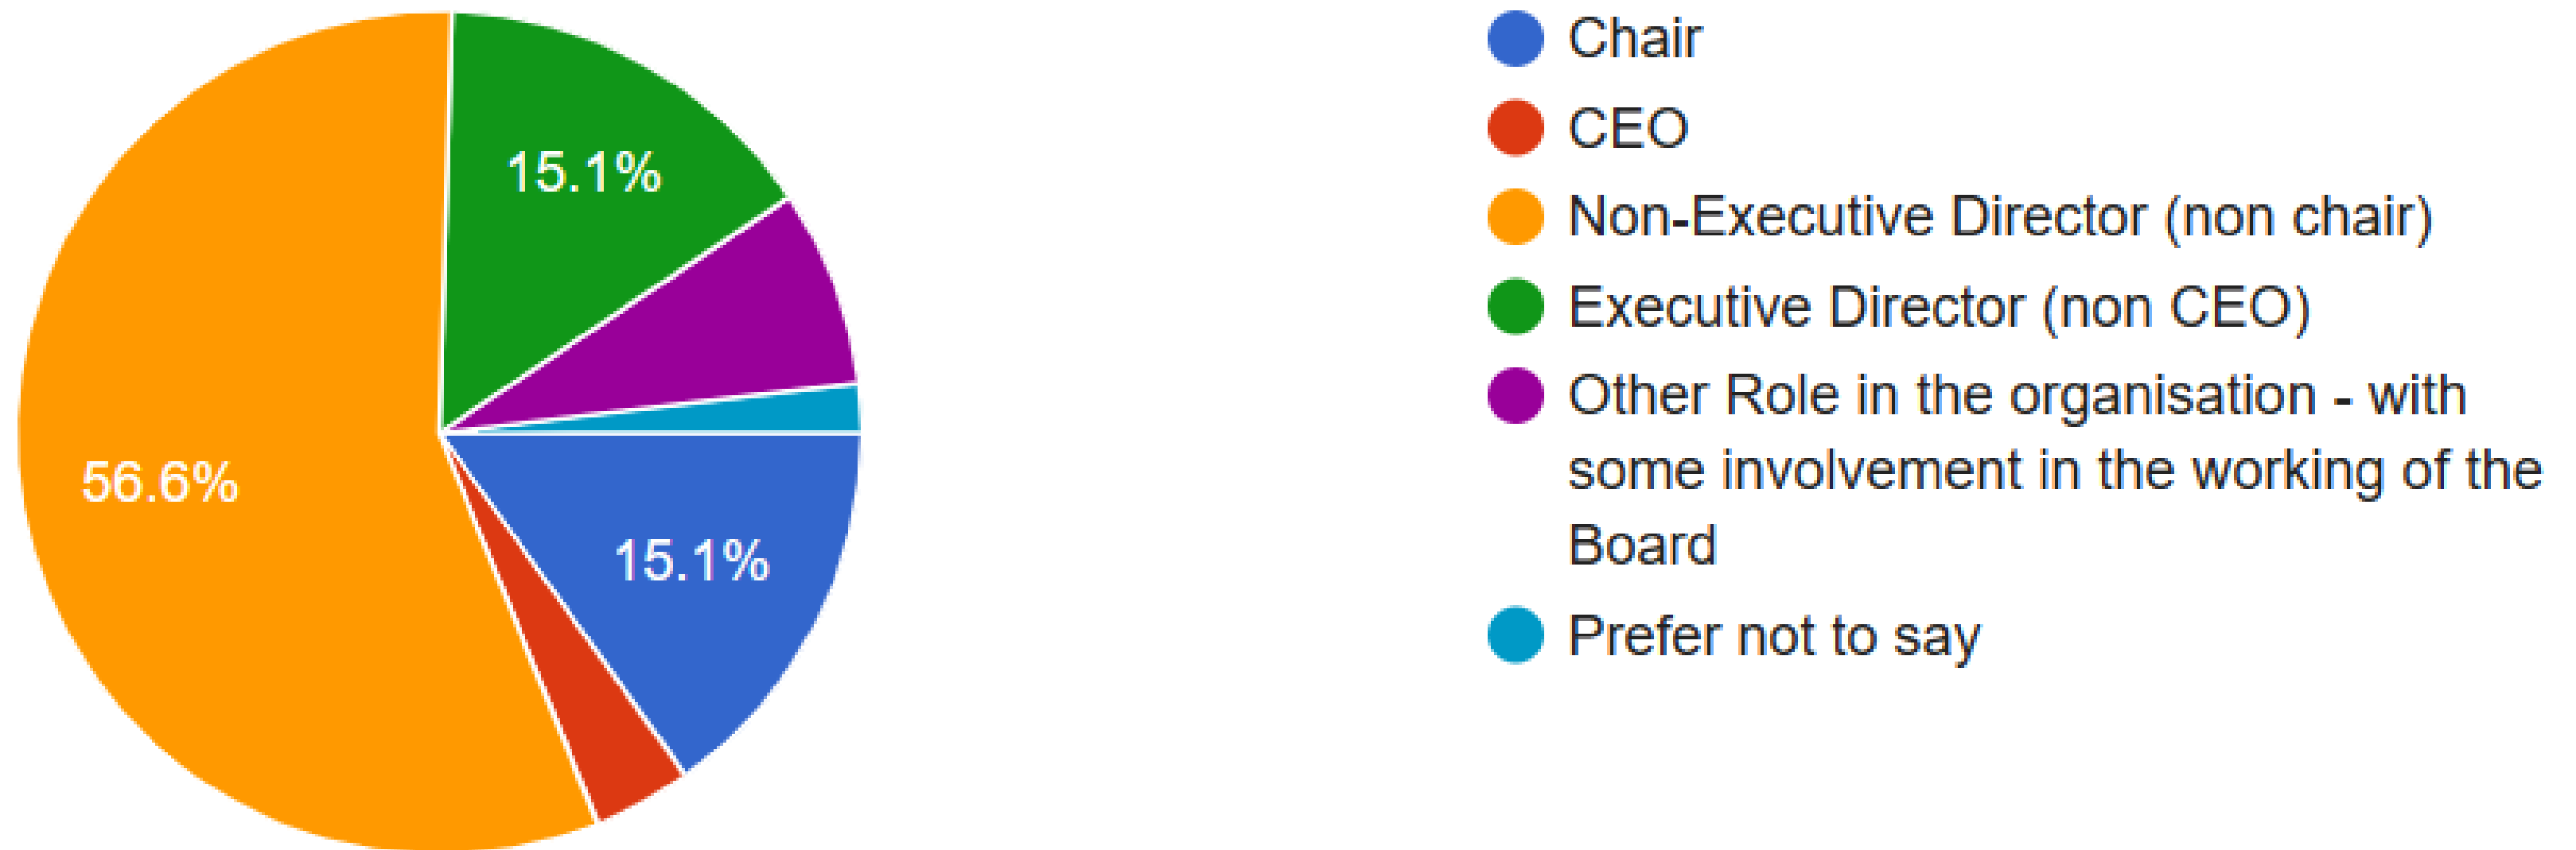 15.1%
56.6%
15.1%
Chair
CEO
Non-Executive Director (non chair)
Executive Director (non CEO)
Other Role in the organisation - with
some involvement in the working of the
Board
Prefer not to say